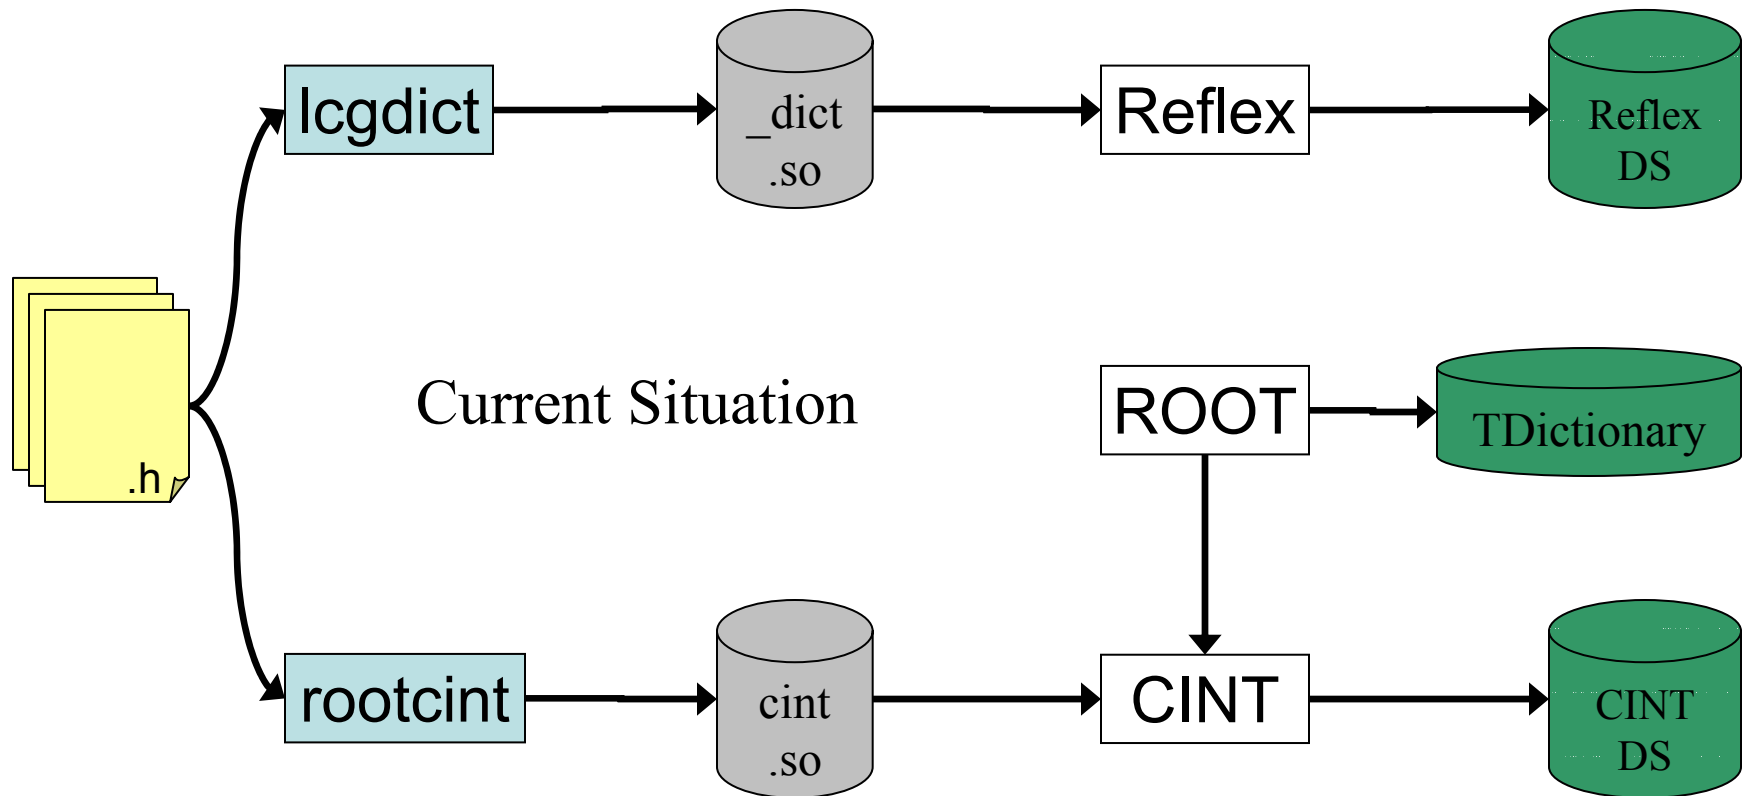 lcgdict
_dict
.so
Reflex
Reflex
DS
.h
Current Situation
ROOT
TDictionary
rootcint
cint
.so
CINT
CINT
DS